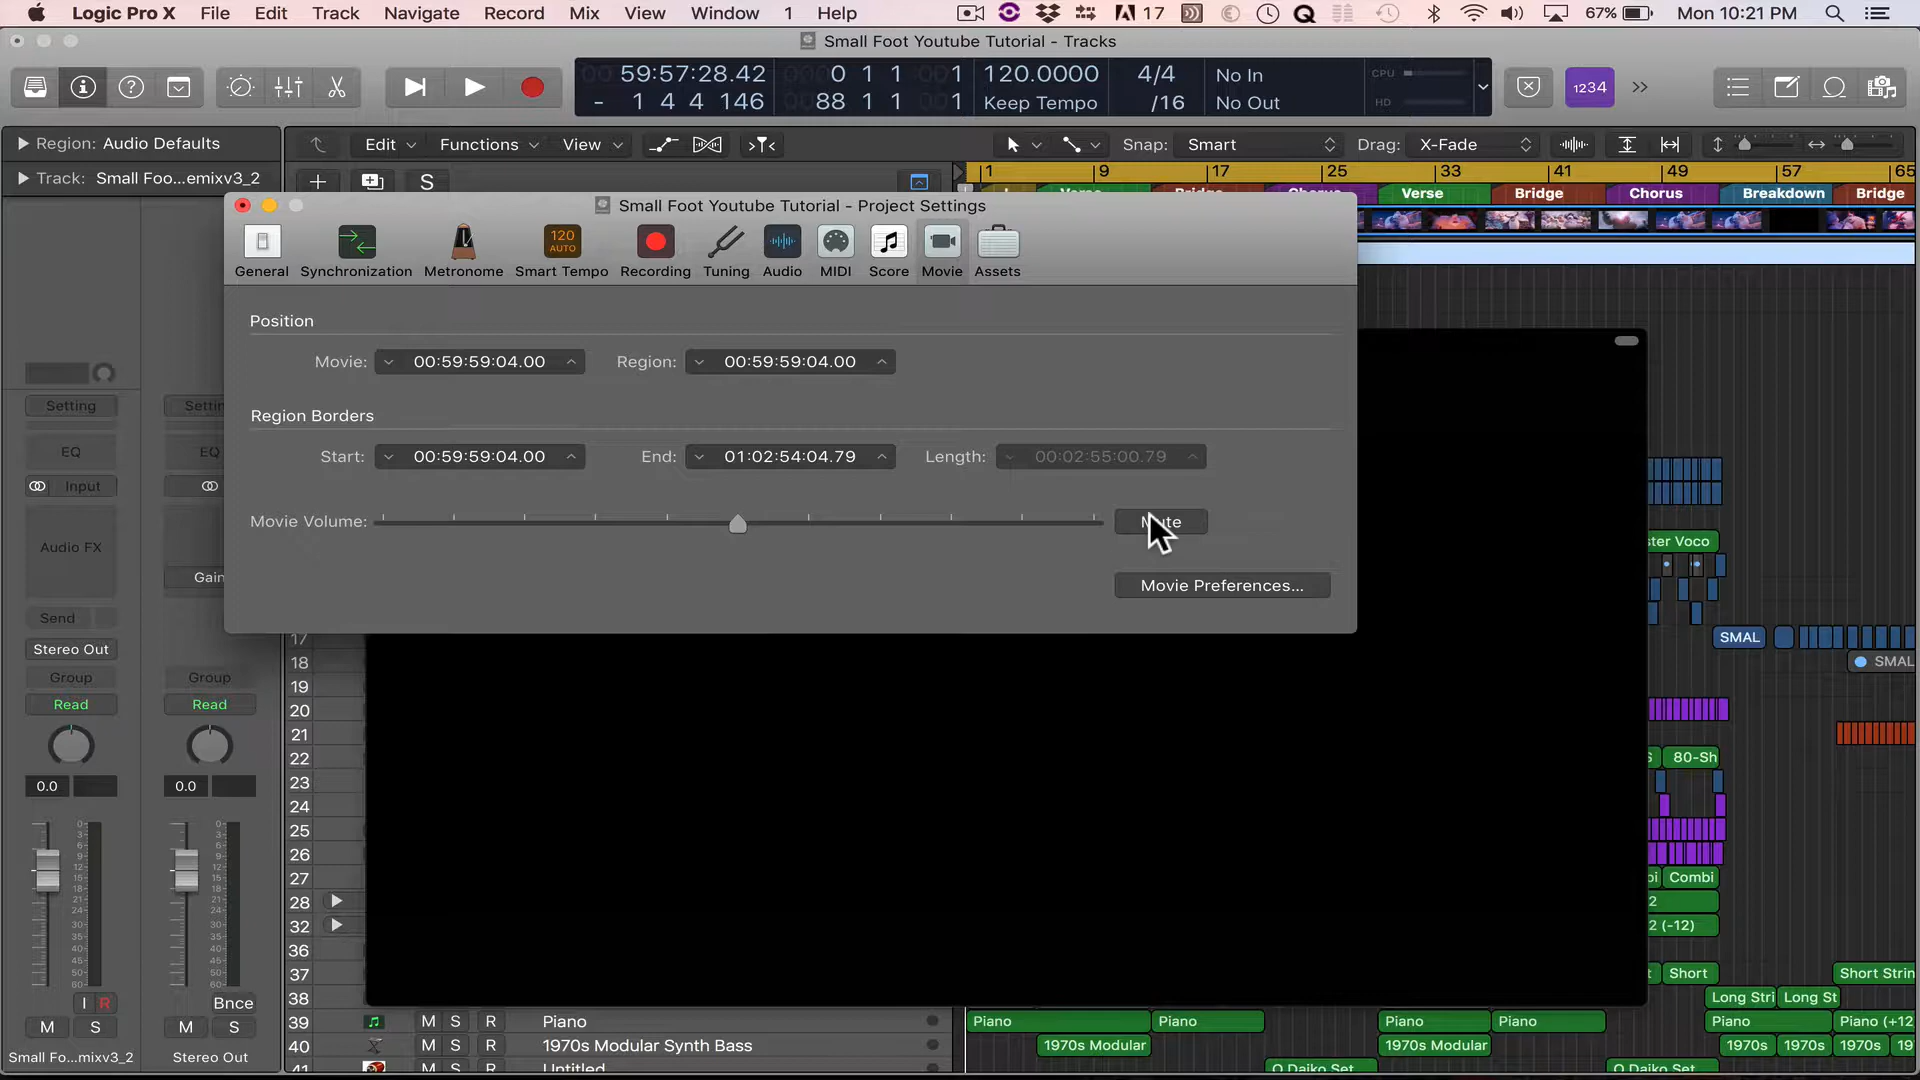 Logic Pro X File Edit Track Navigate Record Mix View Window 1 Help 17 67% Mon 10:21 PM
Small Foot Youtube Tutorial - Tracks
59:57:28.42 0 1 1 1 120.0000 4/4 No In CPU
- 1 4 4 146 88 1 1 1 Keep Tempo /16 No Out HD
1234
Region: Audio Defaults Edit Functions View Snap: Smart Drag: X-Fade
Track: Small Foo...emixv3_2 S 1 9 17 25 33 41 49 57 65
Verse Bridge Chorus Verse Bridge Chorus Breakdown Bridge
Small Foot Youtube Tutorial - Project Settings
120
AUTO
General Synchronization Metronome Smart Tempo Recording Tuning Audio MIDI Score Movie Assets
Position
Movie: 00:59:59:04.00 Region: 00:59:59:04.00
Region Borders
Start: 00:59:59:04.00 End: 01:02:54:04.79 Length: 00:02:55:00.79
Movie Volume: Mute
Movie Preferences...
Setting Settin
EQ EQ
Input
Audio FX
Gain
Send
Stereo Out
Group Group
Read Read
0.0 0.0
I R Bnce
M S M S
Small Fo...mixv3_2 Stereo Out
ster Voco
17 SMAL
18 SMAL
19
20
21
22 80-Sh
23
24
25
26
27 Combi
28 2
32 2 (-12)
36
37 Short Short Strin
38 Long Stri Long St
39 M S R Piano Piano Piano Piano Piano Piano Piano (+12
40 M S R 1970s Modular Synth Bass 1970s Modular 1970s Modular 1970s 1970s 1970s 19
41 M S R Untitled O Daiko Set O Daiko Set